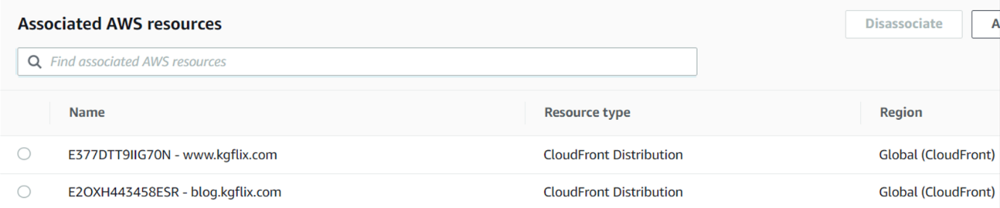 Associated AWS resources
Disassociate
A
Find associated AWS resources
Name Resource type Region
E377DTT9IIG70N - www.kgflix.com CloudFront Distribution Global (CloudFront)
E2OXH443458ESR - blog.kgflix.com CloudFront Distribution Global (CloudFront)